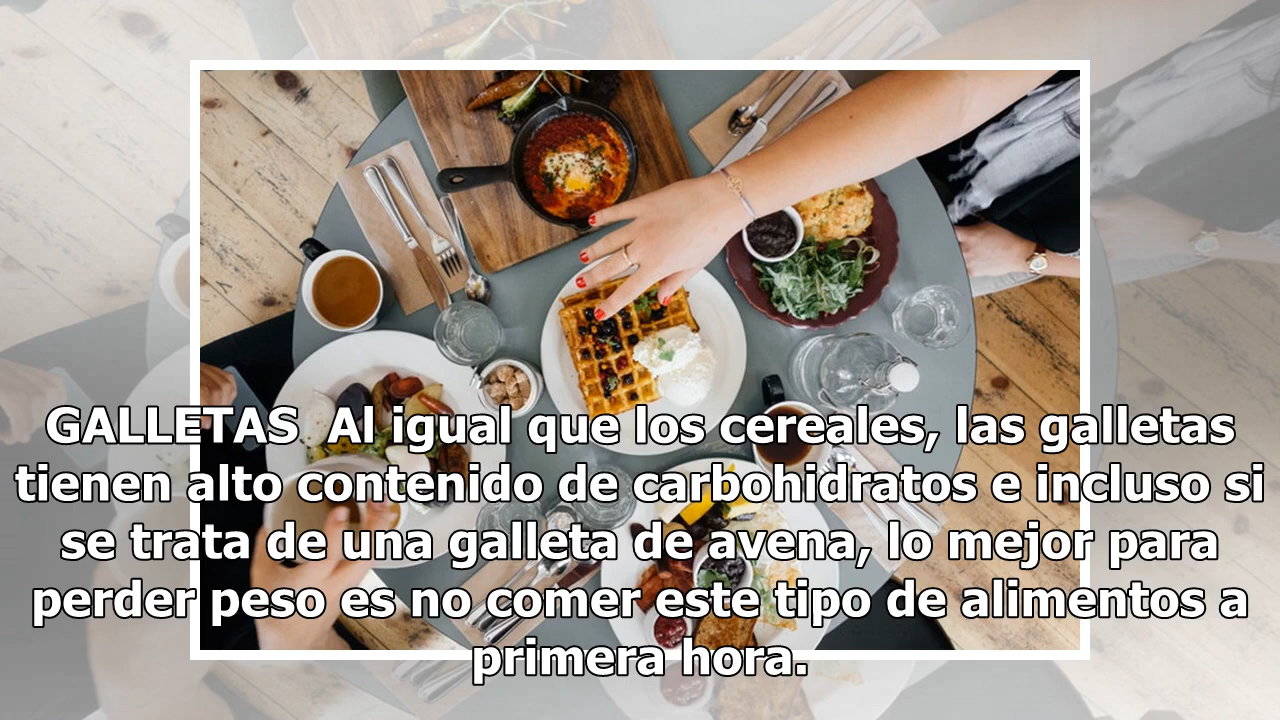 GALLETAS  Al igual que los cereales, las galletas
tienen alto contenido de carbohidratos e incluso si
se trata de una galleta de avena, lo mejor para
perder peso es no comer este tipo de alimentos a
primera hora.